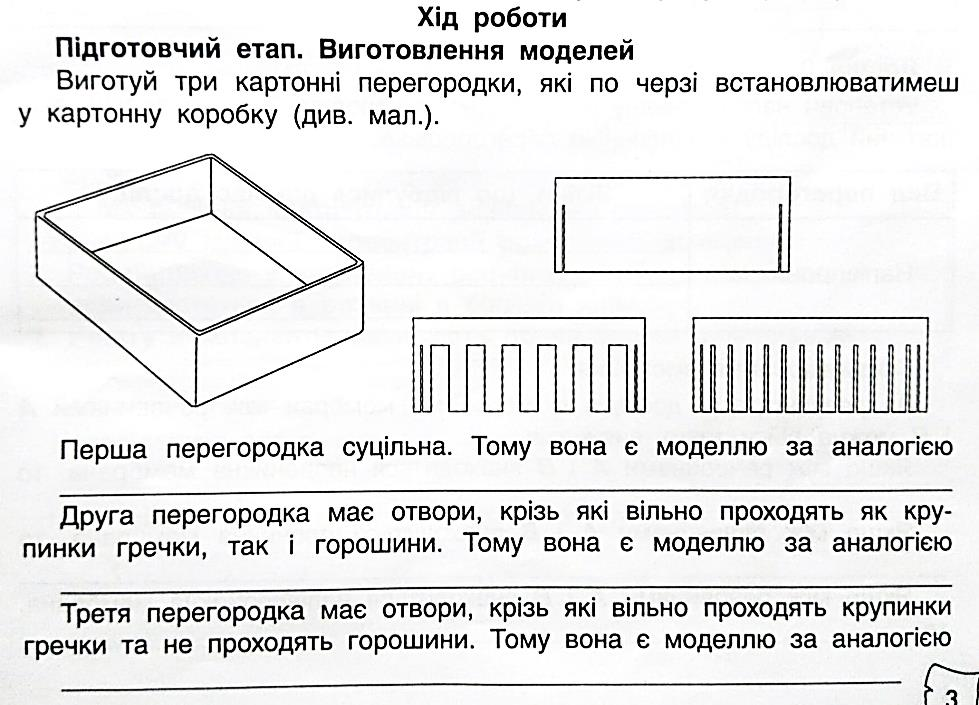 Хід роботи
Підготовчий етап. Виготовлення моделей
Виготуй три картонні перегородки, які по черзі встановлюватимеш
у картонну коробку (див. мал.).
Перша перегородка суцільна. Тому вона є моделлю за аналогією
Друга перегородка має отвори, крізь які вільно проходять як кру-
пинки гречки, так і горошини. Тому вона є моделлю за аналогією
Третя перегородка має отвори, крізь які вільно проходять крупинки
гречки та не проходять горошини. Тому вона є моделлю за аналогією
3